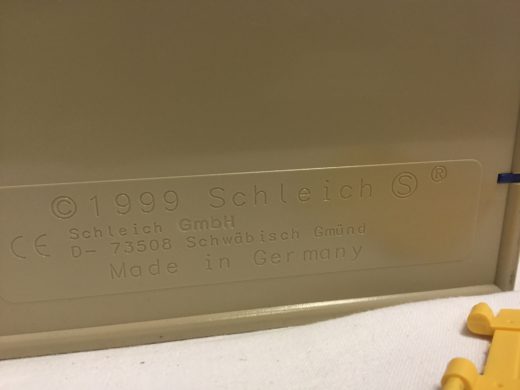 ©1999 Schleich Ⓢ®
Schleich GmbH
CE D- 73508 Schwäbisch Gmünd
Made in Germany